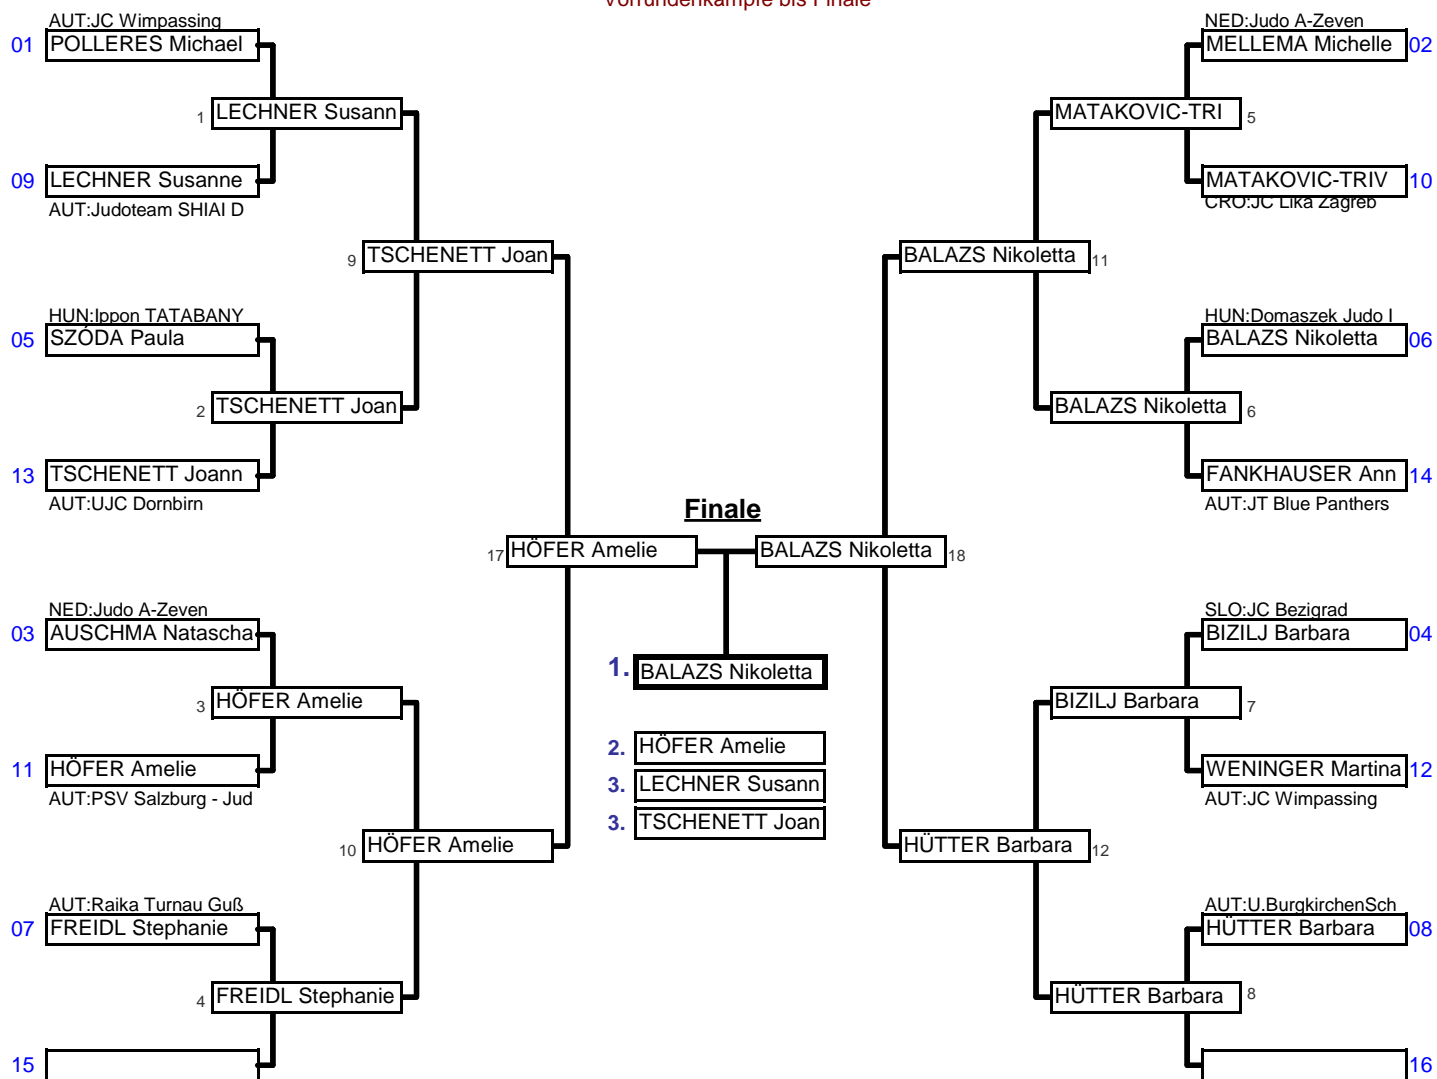 Vorrundenkämpfe bis Finale
AUT:JC Wimpassing
01 POLLERES Michael
1 LECHNER Susann
09 LECHNER Susanne
AUT:Judoteam SHIAI D
9 TSCHENETT Joan
HUN:Ippon TATABANY
05 SZÓDA Paula
2 TSCHENETT Joan
13 TSCHENETT Joann
AUT:UJC Dornbirn
17 HÖFER Amelie
NED:Judo A-Zeven
03 AUSCHMA Natascha
3 HÖFER Amelie
11 HÖFER Amelie
AUT:PSV Salzburg - Jud
10 HÖFER Amelie
AUT:Raika Turnau Guß
07 FREIDL Stephanie
4 FREIDL Stephanie
15
Finale
1. BALAZS Nikoletta
2. HÖFER Amelie
3. LECHNER Susann
3. TSCHENETT Joan
NED:Judo A-Zeven
MELLEMA Michelle 02
MATAKOVIC-TRI 5
MATAKOVIC-TRIV 10
CRO:JC Lika Zagreb
BALAZS Nikoletta 11
HUN:Domaszek Judo I
BALAZS Nikoletta 06
BALAZS Nikoletta 6
FANKHAUSER Ann 14
AUT:JT Blue Panthers
BALAZS Nikoletta 18
SLO:JC Bezigrad
BIZILJ Barbara 04
BIZILJ Barbara 7
WENINGER Martina 12
AUT:JC Wimpassing
HÜTTER Barbara 12
AUT:U.BurgkirchenSch
HÜTTER Barbara 08
HÜTTER Barbara 8
16